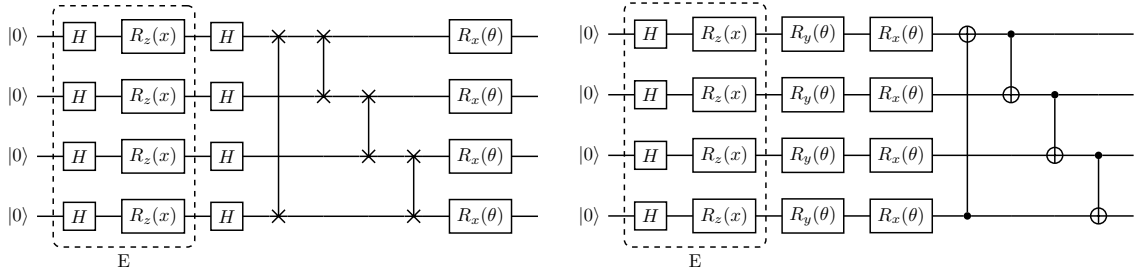 |0⟩ H R_z(x) H R_x(θ)
|0⟩ H R_z(x) H R_x(θ)
|0⟩ H R_z(x) H R_x(θ)
|0⟩ H R_z(x) H R_x(θ)
E
|0⟩ H R_z(x) R_y(θ) R_x(θ)
|0⟩ H R_z(x) R_y(θ) R_x(θ)
|0⟩ H R_z(x) R_y(θ) R_x(θ)
|0⟩ H R_z(x) R_y(θ) R_x(θ)
E